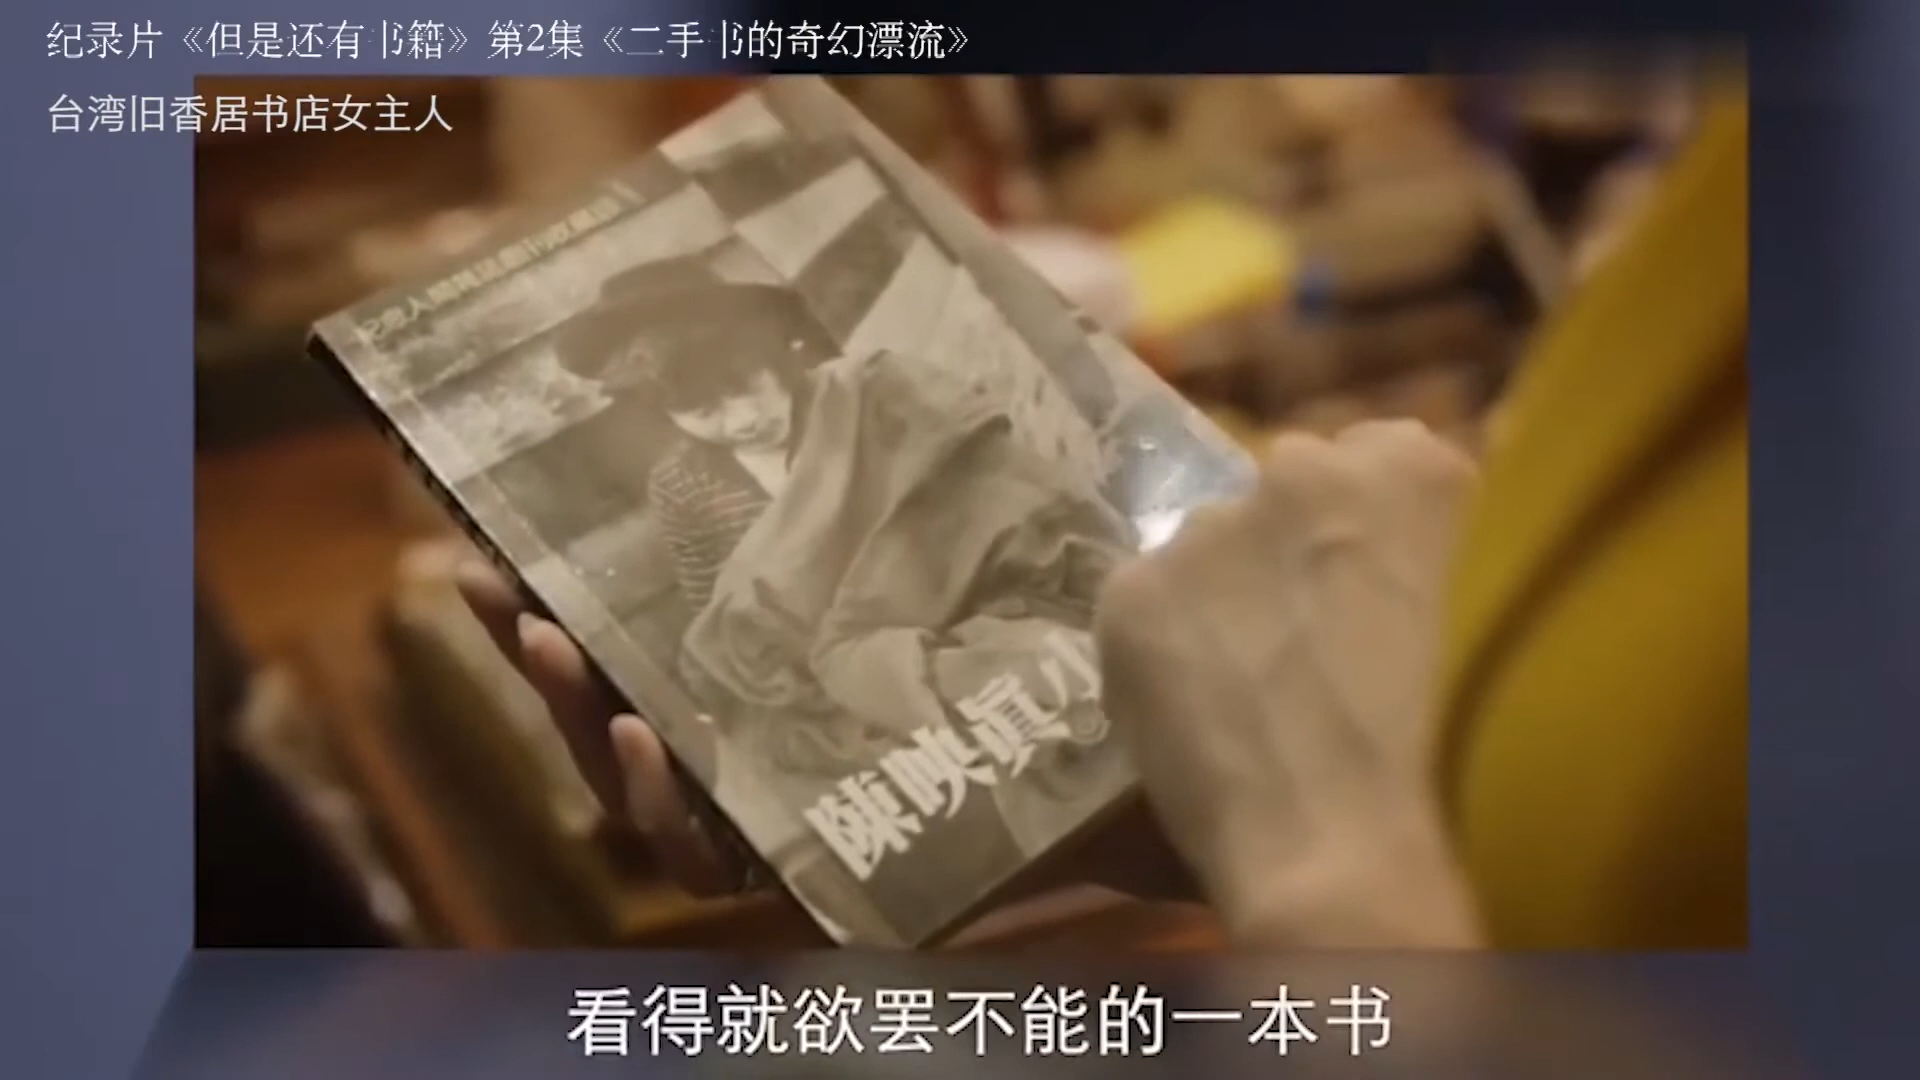 纪录片《但是还有书籍》第2集《二手书的奇幻漂流》
台湾旧香居书店女主人
陳映真小
看得就欲罢不能的一本书